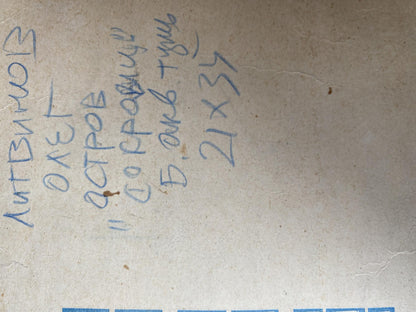 ЛИТВИНОВ
ОЛЕГ
ОСТРОВ
"СОКРОВИЩ"
Б. акв тушь
21х34